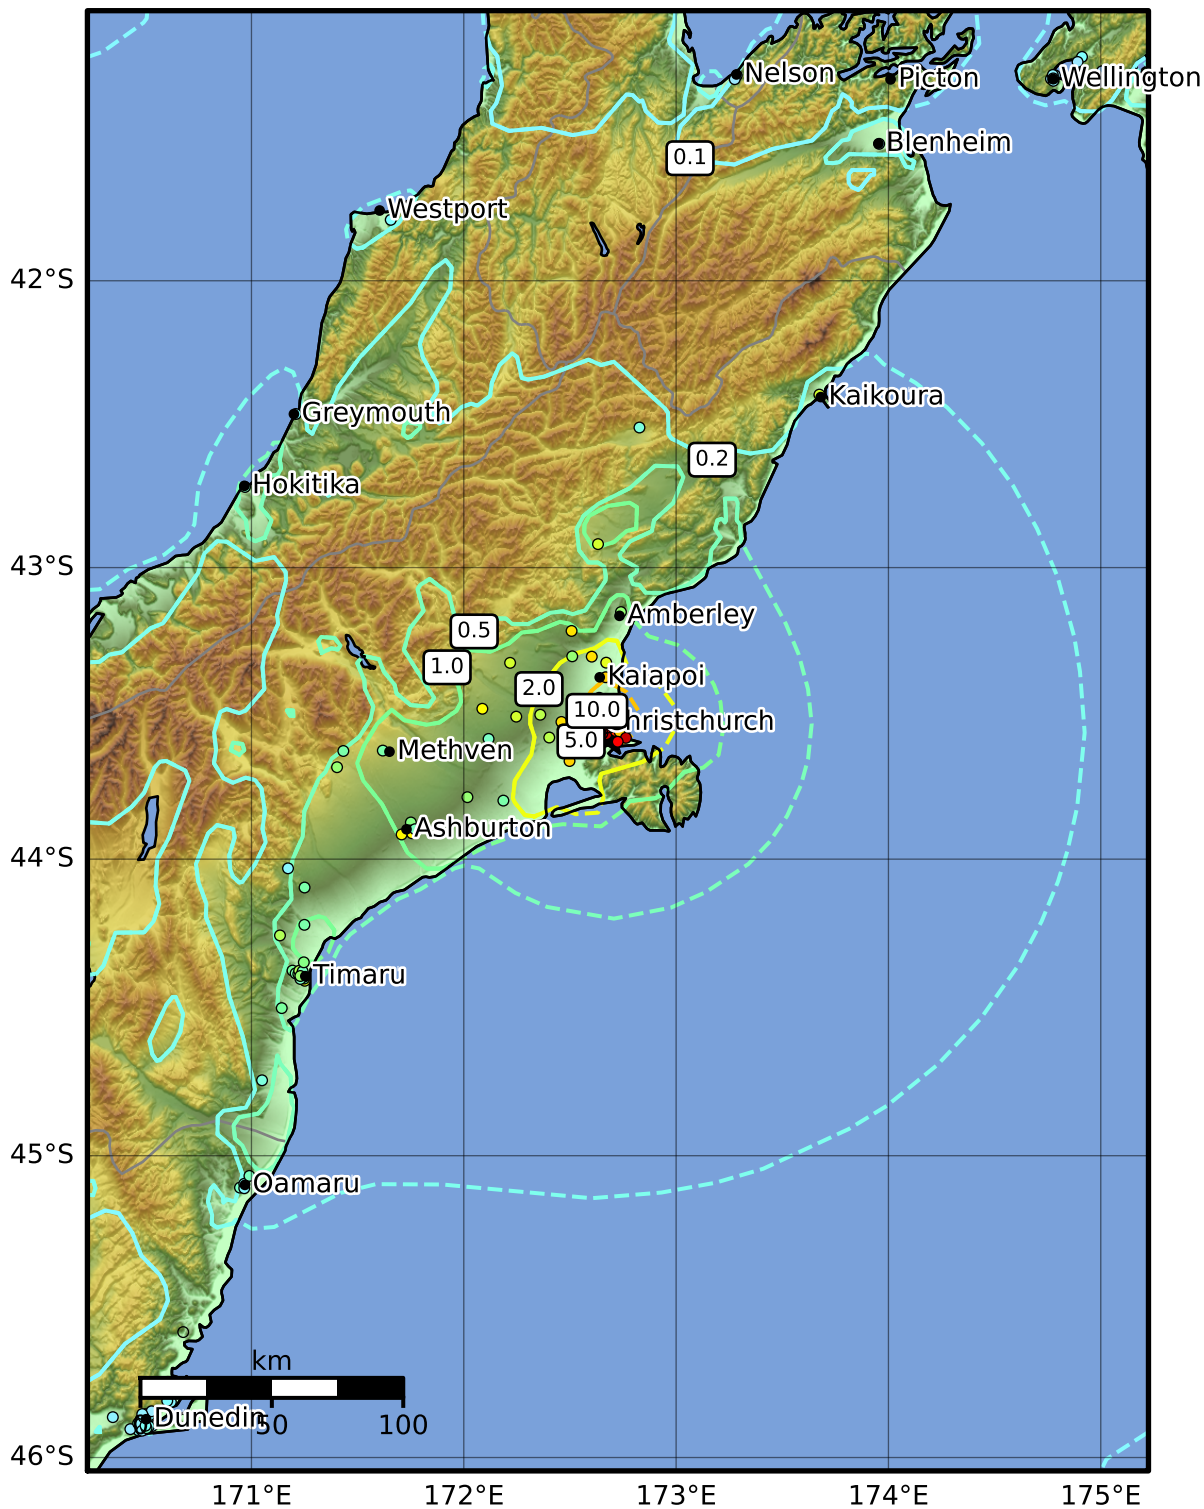 Nelson
Picton
Wellington
Blenheim
0.1
Westport
42°S
Kaikoura
Greymouth
0.2
Hokitika
43°S
Amberley
0.5
1.0
Kaiapoi
2.0
10.0
hristchurch
5.0
Methven
Ashburton
44°S
Timaru
45°S
Oamaru
km
Dunedin
50
100
46°S
171°E
172°E
173°E
174°E
175°E